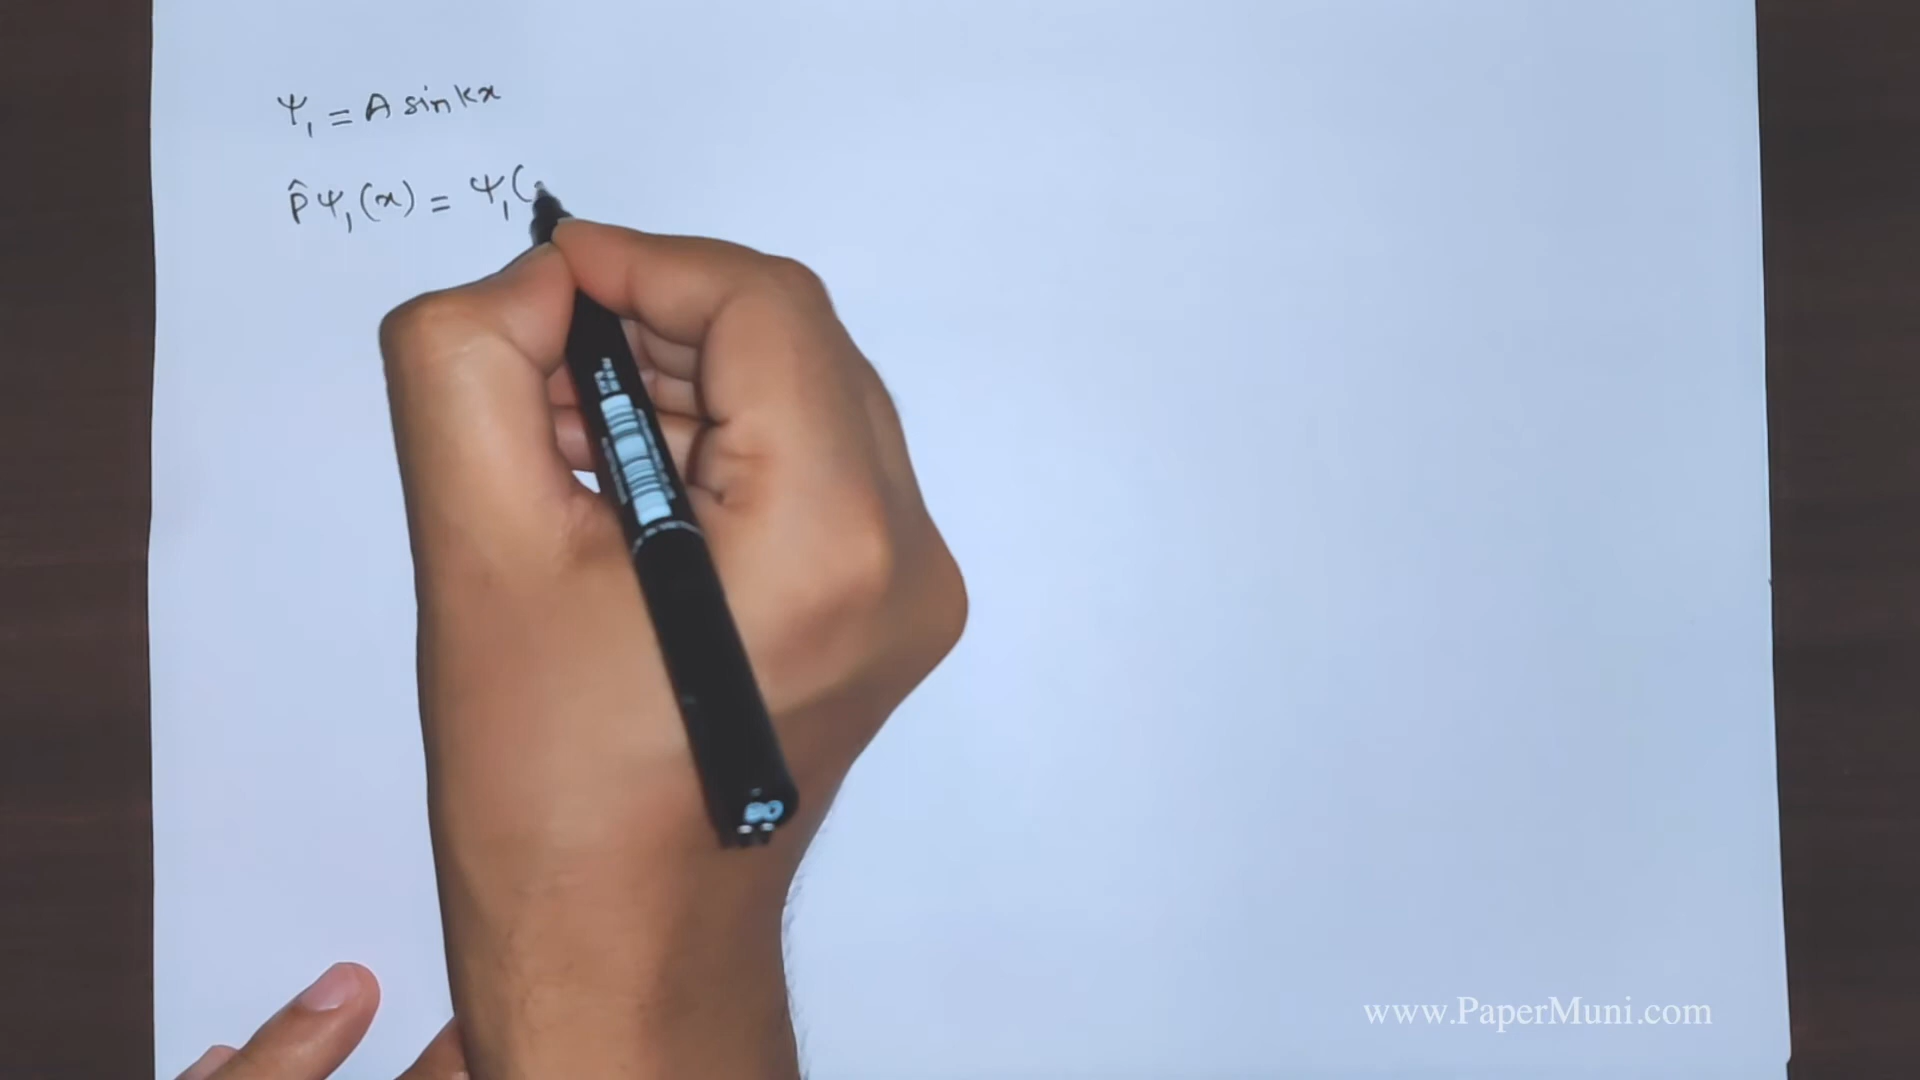 Ψ₁ = A sin kx
P̂ Ψ₁(x) = Ψ₁(
www.PaperMuni.com